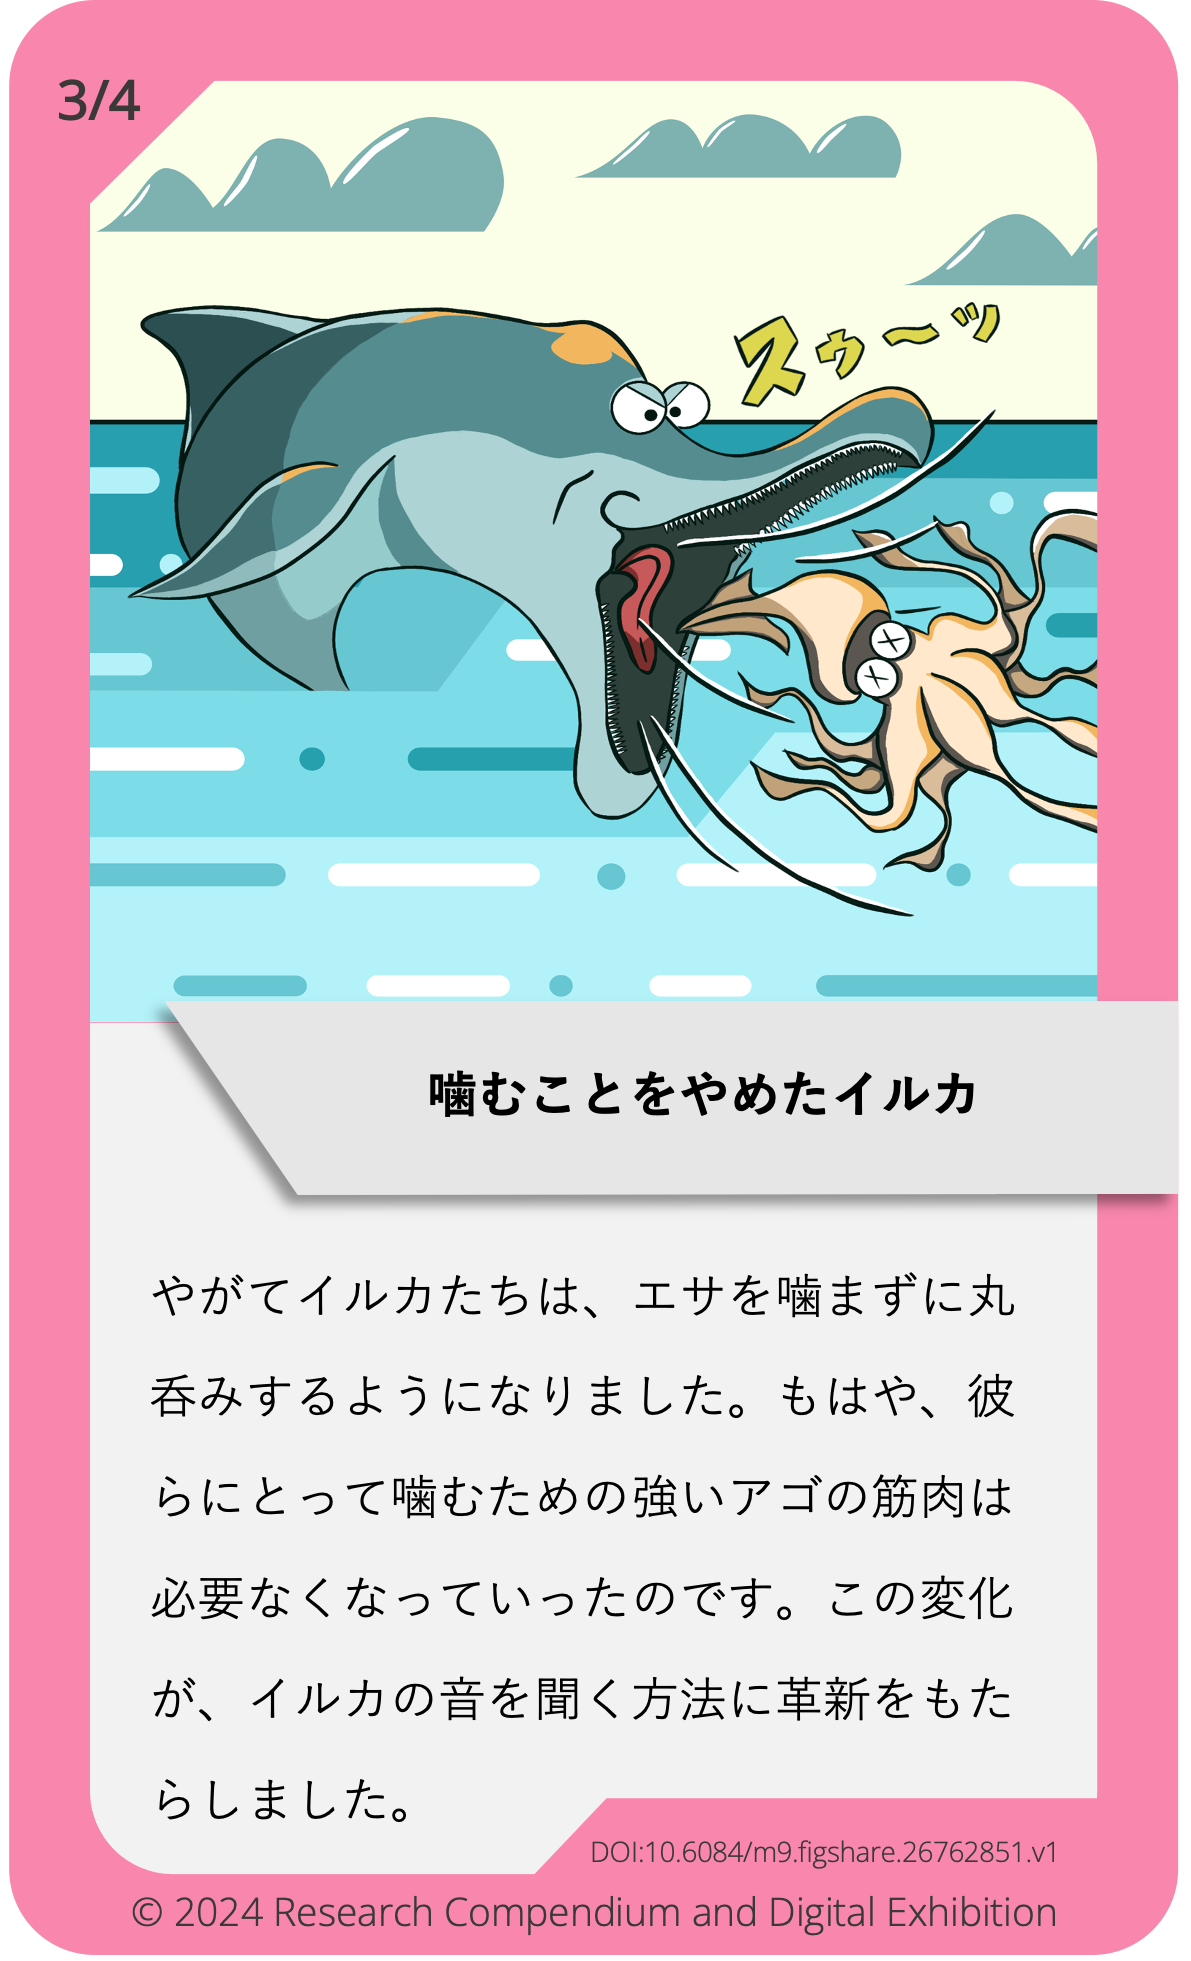 3/4
スゥ〜ッ
噛むことをやめたイルカ
やがてイルカたちは、エサを噛まずに丸
呑みするようになりました。もはや、彼
らにとって噛むための強いアゴの筋肉は
必要なくなっていったのです。この変化
が、イルカの音を聞く方法に革新をもた
らしました。
DOI:10.6084/m9.figshare.26762851.v1
© 2024 Research Compendium and Digital Exhibition